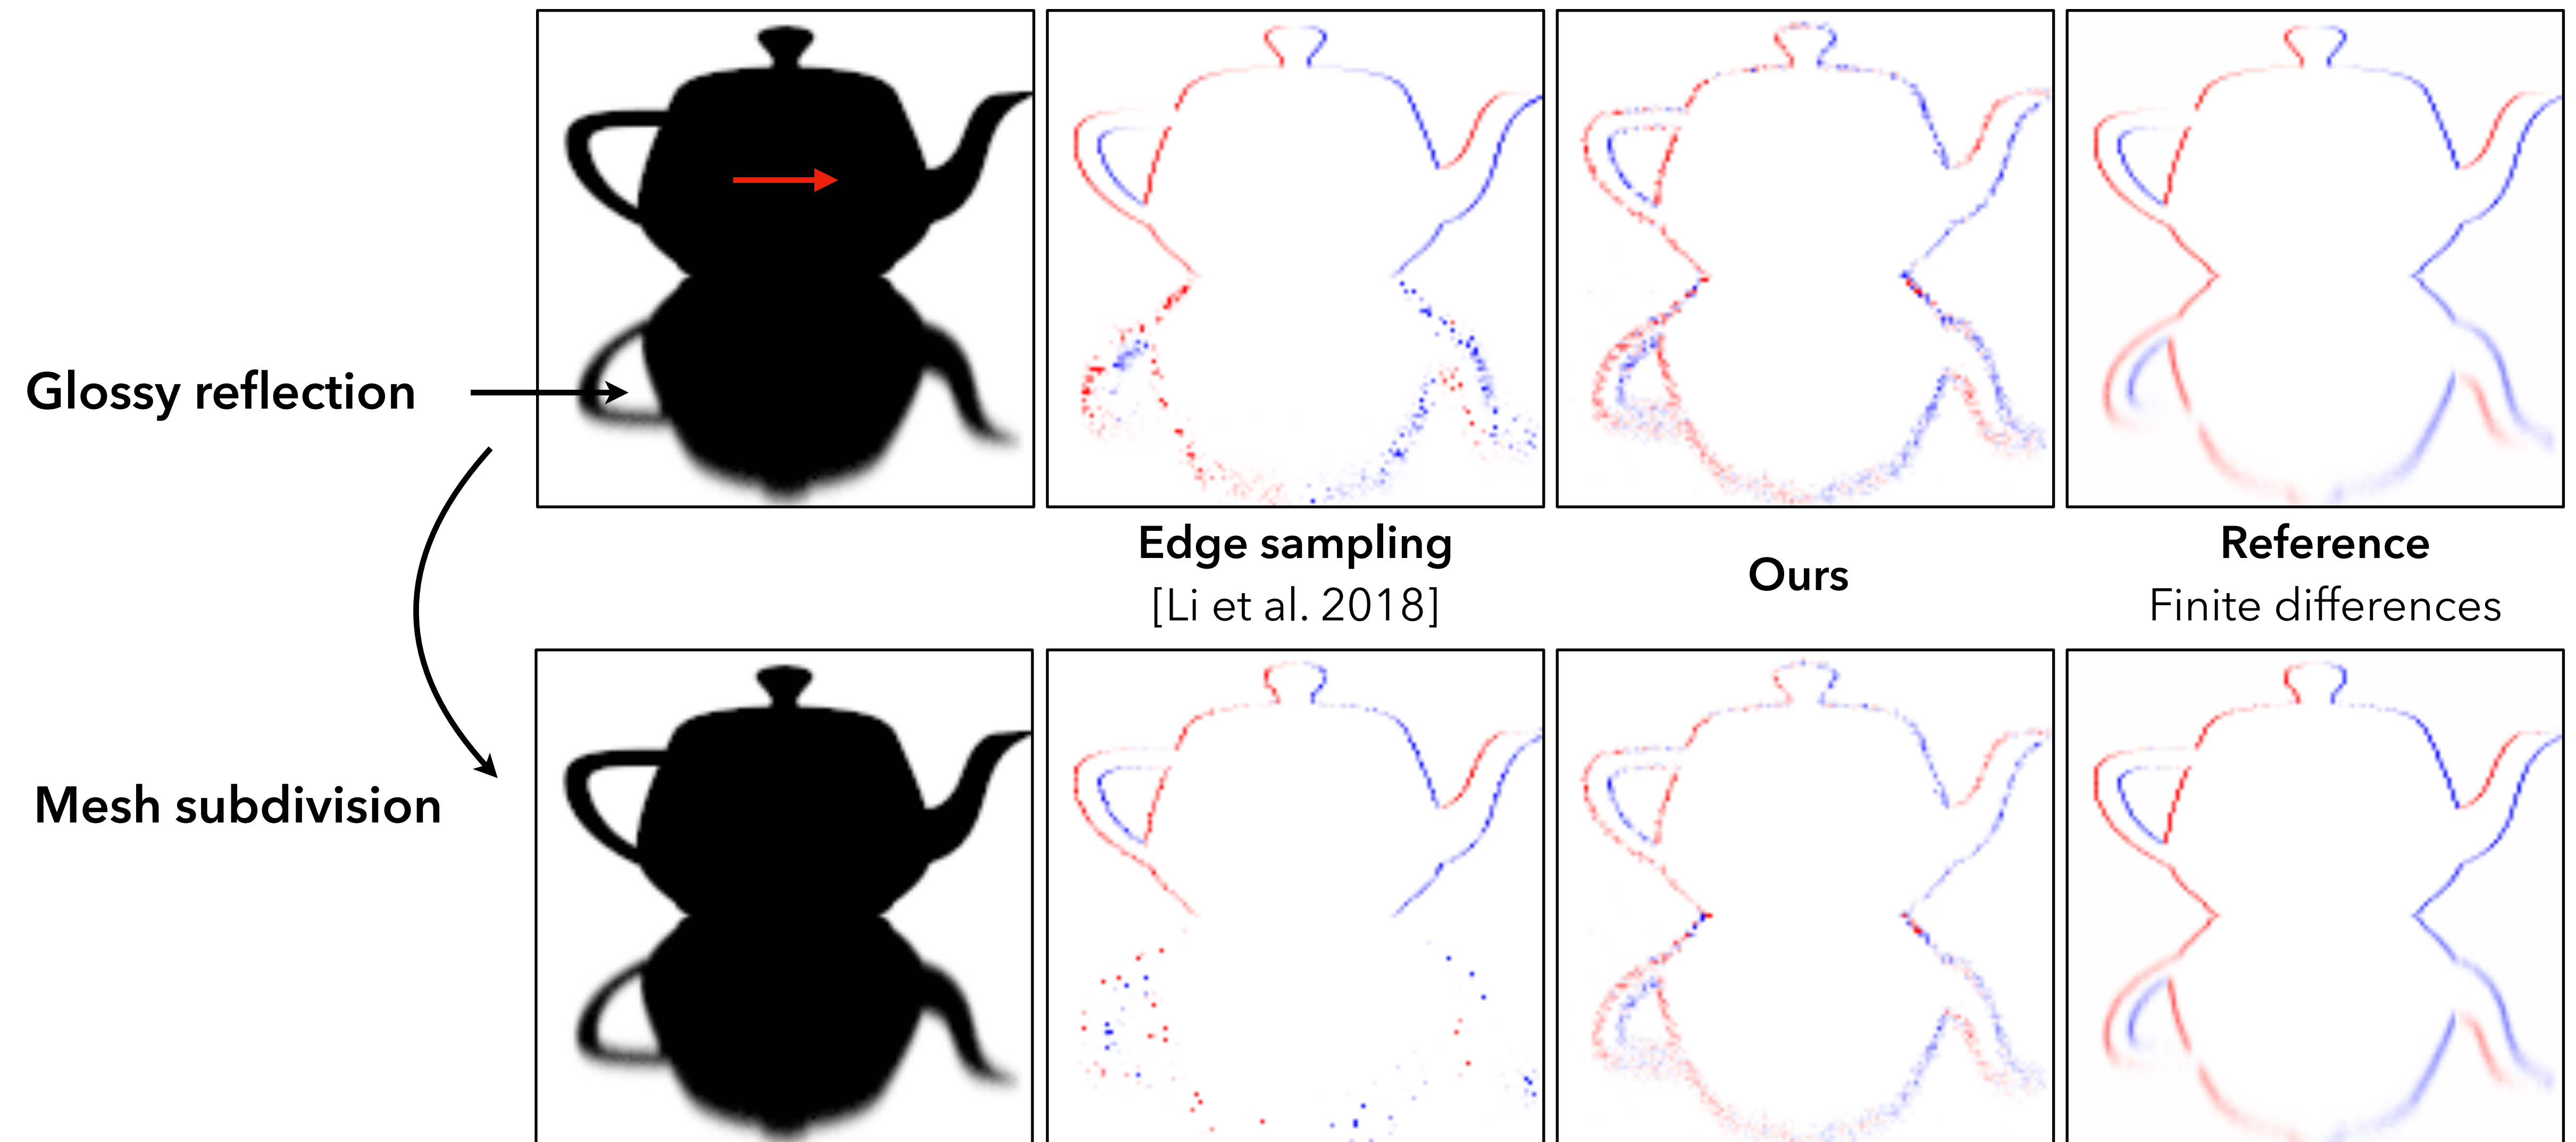 Glossy reflection
Edge sampling
[Li et al. 2018]
Ours
Reference
Finite differences
Mesh subdivision